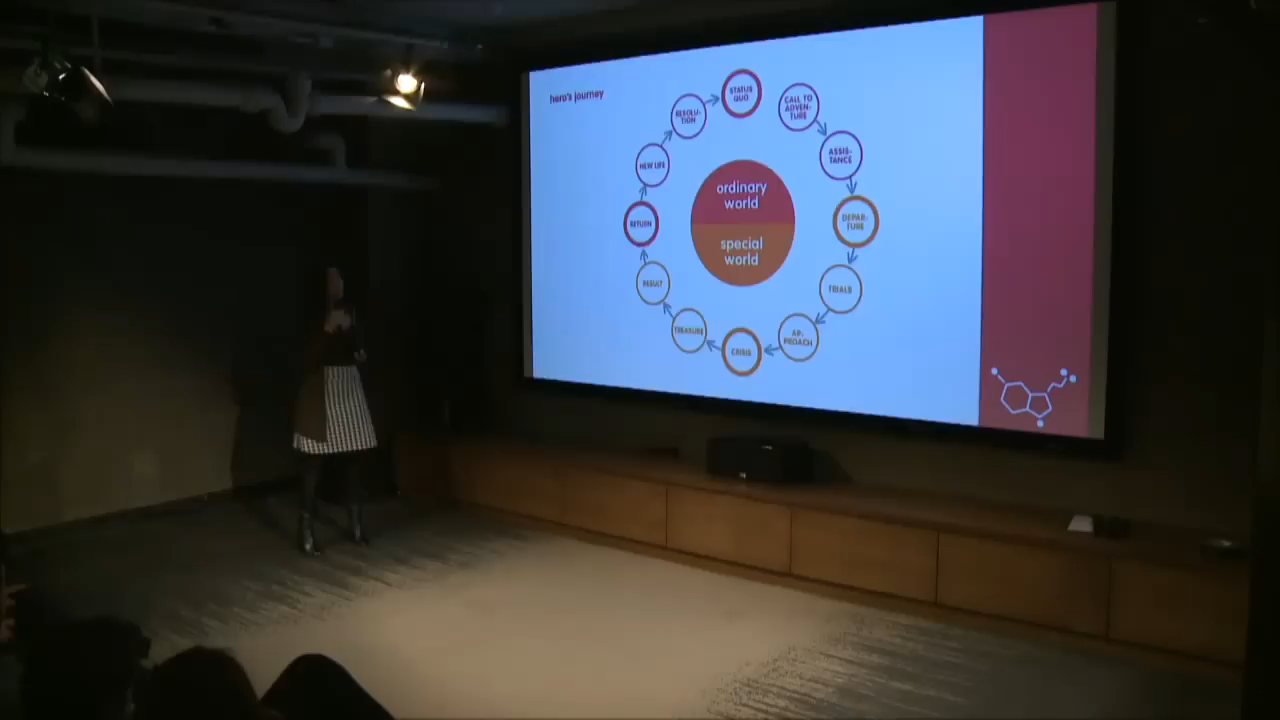 hero's journey
STATUS
QUO
CALL TO
ADVEN-
TURE
ASSIS-
TANCE
DEPAR-
TURE
TRIALS
AP-
PROACH
CRISIS
TREASURE
RESULT
RETURN
NEW LIFE
RESOLU-
TION
ordinary
world
special
world